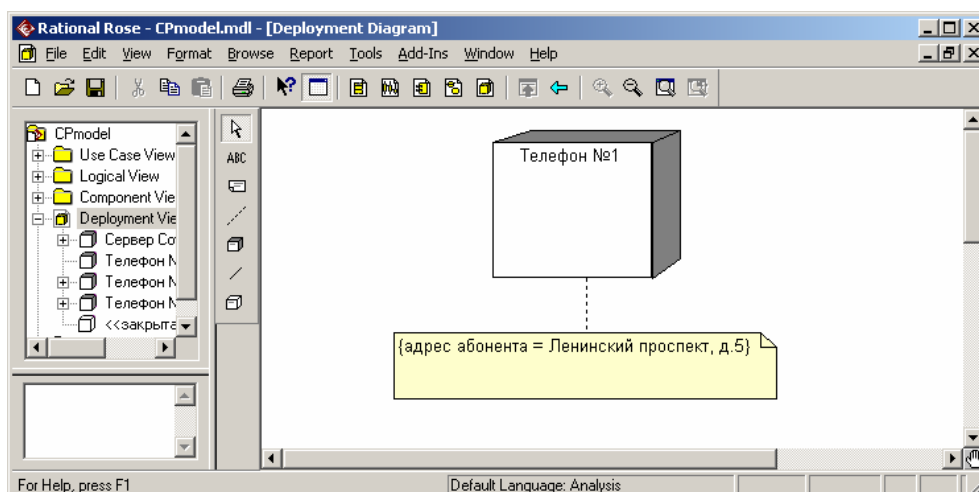 Rational Rose - CPmodel.mdl - [Deployment Diagram]
File Edit View Format Browse Report Tools Add-Ins Window Help
CPmodel
Use Case View
Logical View
Component Vie
Deployment Vie
Сервер Со
Телефон N
Телефон N
Телефон N
<<закрыта
ABC
Телефон №1
{адрес абонента = Ленинский проспект, д.5}
For Help, press F1
Default Language: Analysis